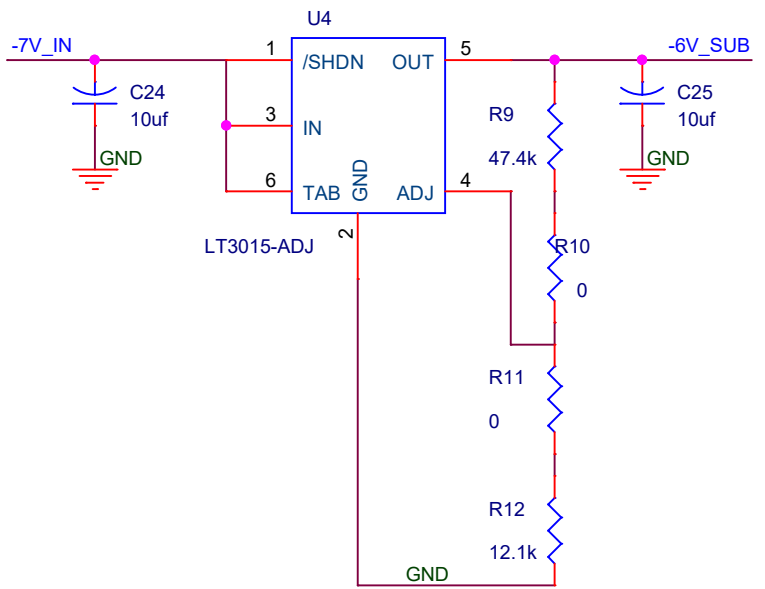 U4
-7V_IN
1
5
-6V_SUB
/SHDN
OUT
C24
10uf
C25
10uf
3
IN
R9
47.4k
GND
GND
6
4
TAB
GND
ADJ
2
LT3015-ADJ
R10
0
R11
0
R12
12.1k
GND